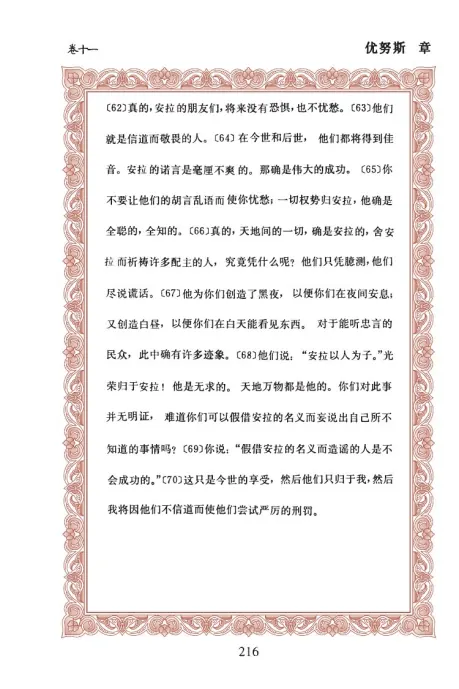 卷十一
优努斯 章
〔62〕真的，安拉的朋友们，将来没有恐惧，也不忧愁。〔63〕他们
就是信道而敬畏的人。〔64〕在今世和后世， 他们都将得到佳
音。安拉的诺言是毫厘不爽的。那确是伟大的成功。〔65〕你
不要让他们的胡言乱语而使你忧愁；一切权势归安拉，他确是
全聪的，全知的。〔66〕真的，天地间的一切，确是安拉的，舍安
拉而祈祷许多配主的人，究竟凭什么呢？他们只凭臆测，他们
尽说谎话。〔67〕他为你们创造了黑夜， 以便你们在夜间安息；
又创造白昼，以便你们在白天能看见东西。 对于能听忠言的
民众，此中确有许多迹象。〔68〕他们说：“安拉以人为子。”光
荣归于安拉！他是无求的。 天地万物都是他的。你们对此事
并无明证， 难道你们可以假借安拉的名义而妄说出自己所不
知道的事情吗？〔69〕你说：“假借安拉的名义而造谣的人是不
会成功的。”〔70〕这只是今世的享受，然后他们只归于我，然后
我将因他们不信道而使他们尝试严厉的刑罚。
216